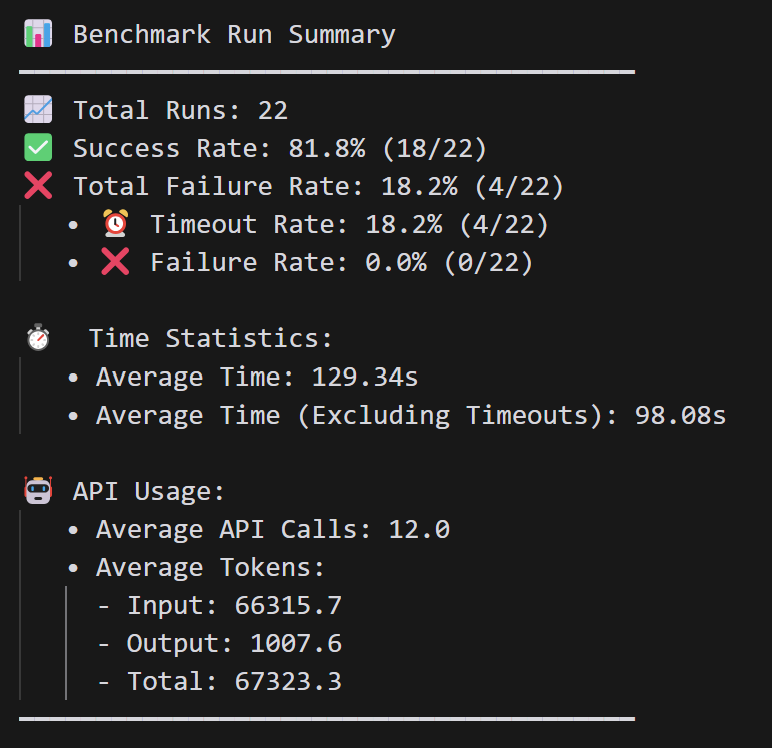 📊 Benchmark Run Summary
📈 Total Runs: 22
✅ Success Rate: 81.8% (18/22)
❌ Total Failure Rate: 18.2% (4/22)
• ⏰ Timeout Rate: 18.2% (4/22)
• ❌ Failure Rate: 0.0% (0/22)
⏱️ Time Statistics:
• Average Time: 129.34s
• Average Time (Excluding Timeouts): 98.08s
🤖 API Usage:
• Average API Calls: 12.0
• Average Tokens:
- Input: 66315.7
- Output: 1007.6
- Total: 67323.3